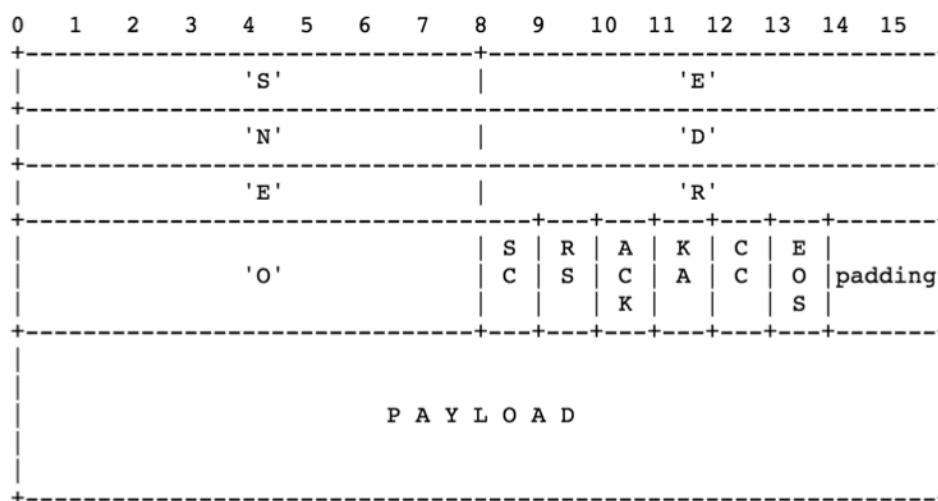 0 1 2 3 4 5 6 7 8 9 10 11 12 13 14 15
'S' 'E'
'N' 'D'
'E' 'R'
S R A K C E
'O' C S C A C O padding
K S
P A Y L O A D